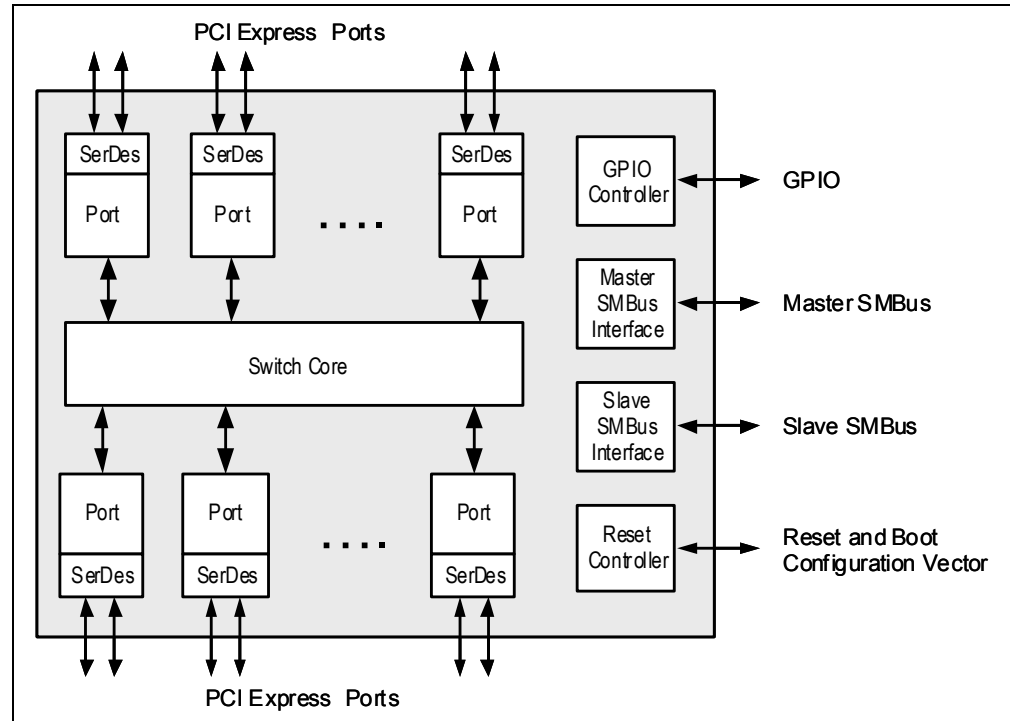 PCI Express Ports
SerDes
SerDes
SerDes
Port
Port
Port
. . . .
GPIO
Controller
GPIO
Master
SMBus
Interface
Master SMBus
Switch Core
Slave
SMBus
Interface
Slave SMBus
Port
Port
Port
. . . .
SerDes
SerDes
SerDes
Reset
Controller
Reset and Boot
Configuration Vector
PCI Express Ports